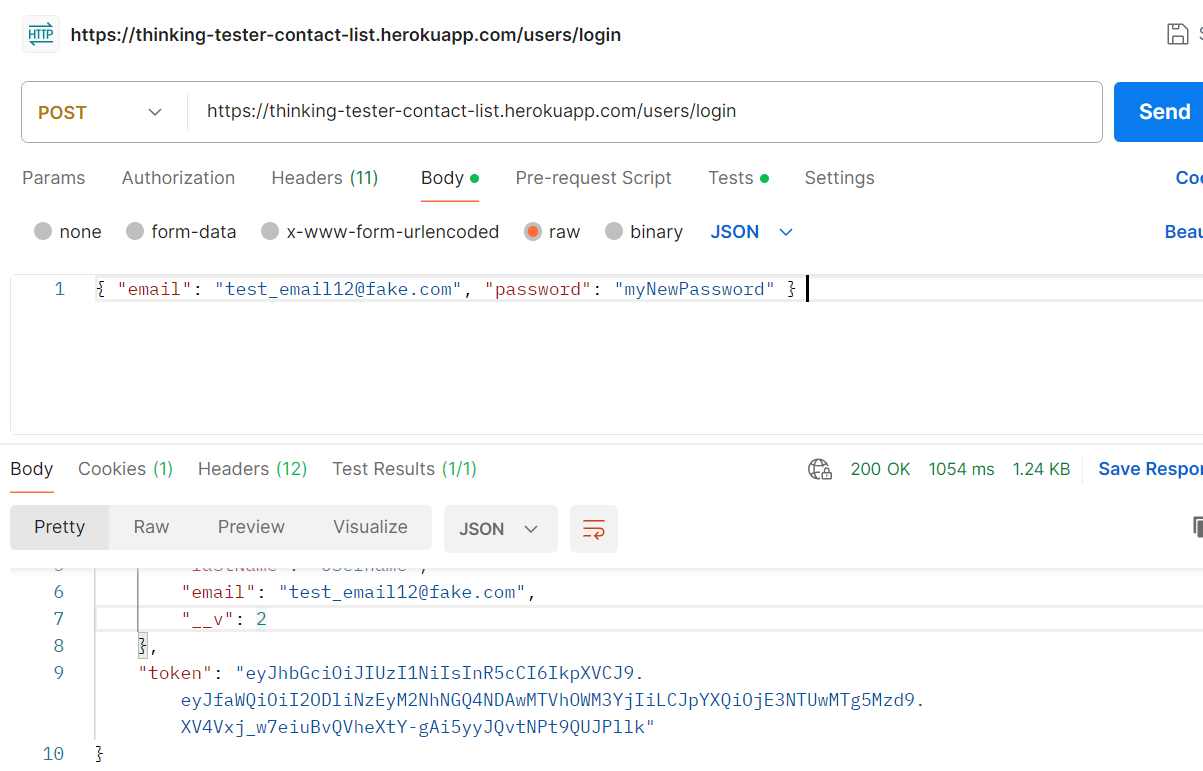 HTTP https://thinking-tester-contact-list.herokuapp.com/users/login
POST https://thinking-tester-contact-list.herokuapp.com/users/login Send
Params Authorization Headers (11) Body Pre-request Script Tests Settings
none form-data x-www-form-urlencoded raw binary JSON
1 { "email": "test_email12@fake.com", "password": "myNewPassword" }
Body Cookies (1) Headers (12) Test Results (1/1) 200 OK 1054 ms 1.24 KB Save Respon
Pretty Raw Preview Visualize JSON
6 "email": "test_email12@fake.com",
7 "__v": 2
8 },
9 "token": "eyJhbGciOiJIUzI1NiIsInR5cCI6IkpXVCJ9.
eyJfaWQiOiI2ODliNzEyM2NhNGQ4NDAwMTVhOWM3YjIiLCJpYXQiOjE3NTUwMTg5Mzd9.
XV4Vxj_w7eiuBvQVheXtY-gAi5yyJQvtNPt9QUJPllk"
10 }